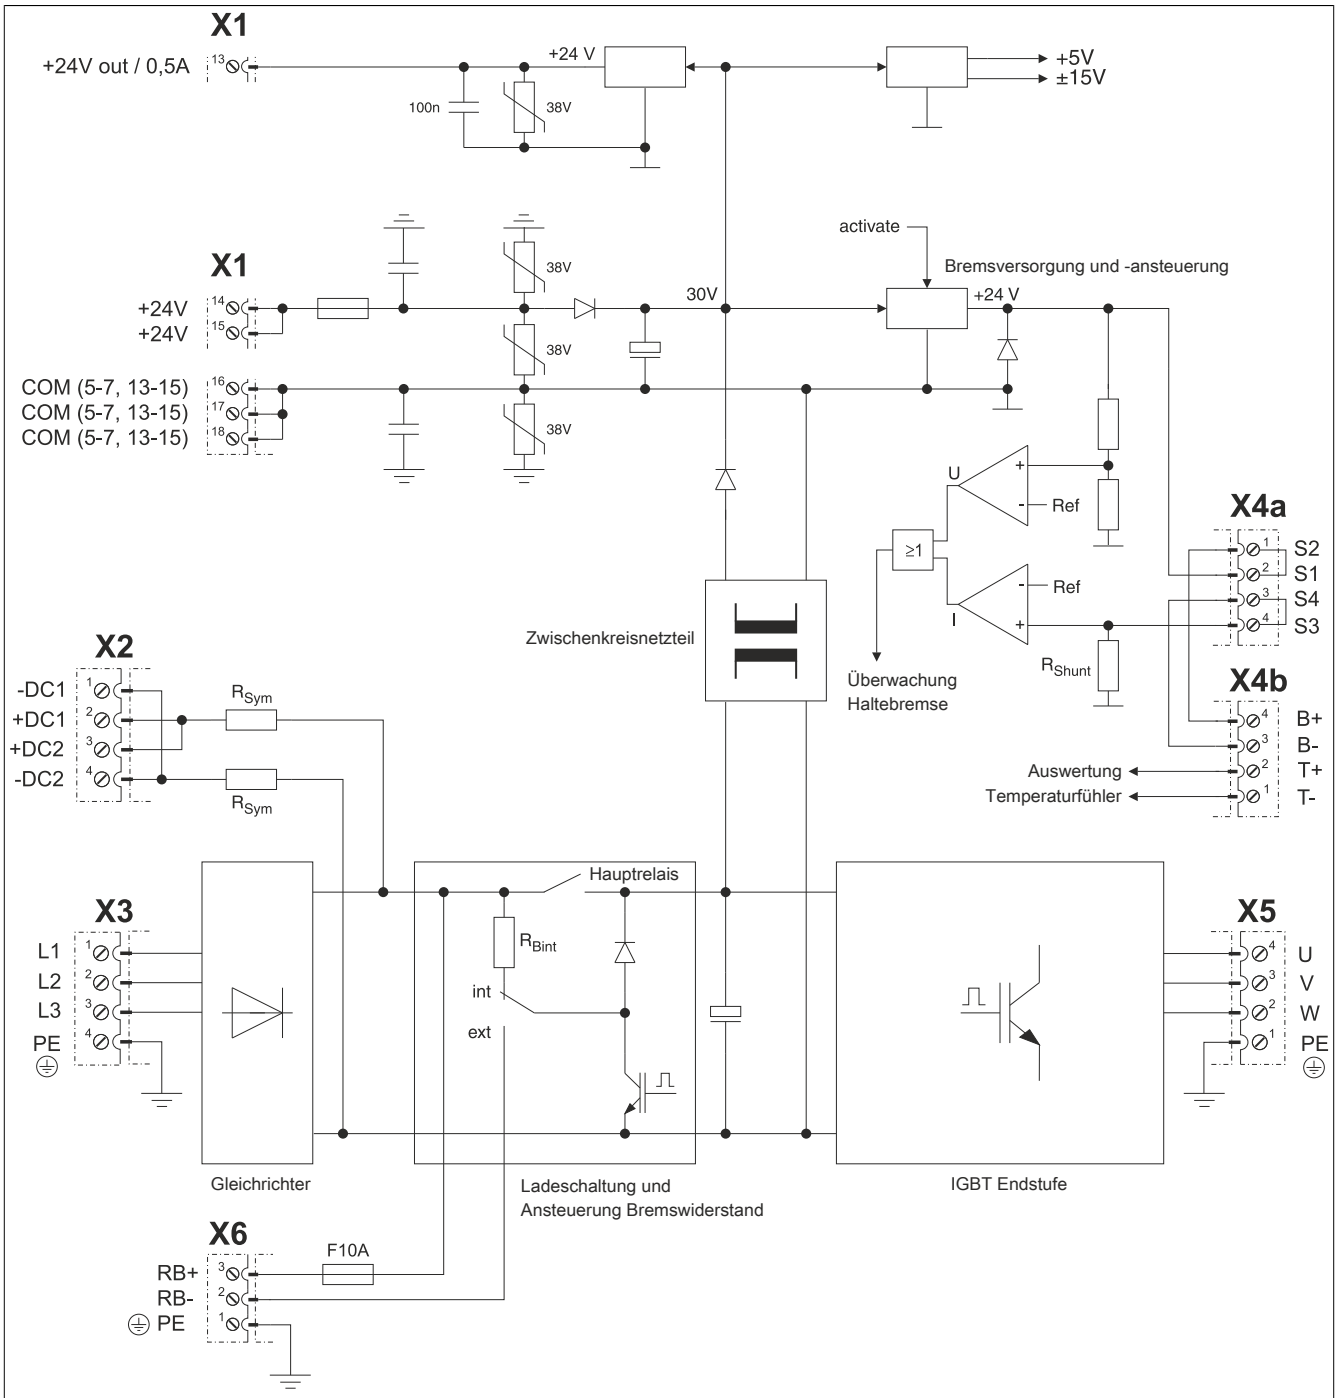 X1
+24V out / 0,5A
13
+24 V
+5V
±15V
100n
38V
activate
Bremsversorgung und -ansteuerung
X1
38V
+24V
14
30V
+24 V
+24V
15
38V
COM (5-7, 13-15)
16
COM (5-7, 13-15)
17
COM (5-7, 13-15)
18
38V
U
+
-
Ref
≥1
-
Ref
I
+
R Shunt
Überwachung
Haltebremse
X4a
1
S2
2
S1
3
S4
4
S3
X4b
4
B+
3
B-
Auswertung
2
T+
Temperaturfühler
1
T-
Zwischenkreisnetzteil
X2
-DC1
1
R Sym
+DC1
2
+DC2
3
-DC2
4
R Sym
Hauptrelais
X3
L1
1
L2
2
L3
3
PE
4
R Bint
int
ext
X5
4
U
3
V
2
W
1
PE
Gleichrichter
Ladeschaltung und
Ansteuerung Bremswiderstand
IGBT Endstufe
X6
F10A
RB+
3
RB-
2
PE
1